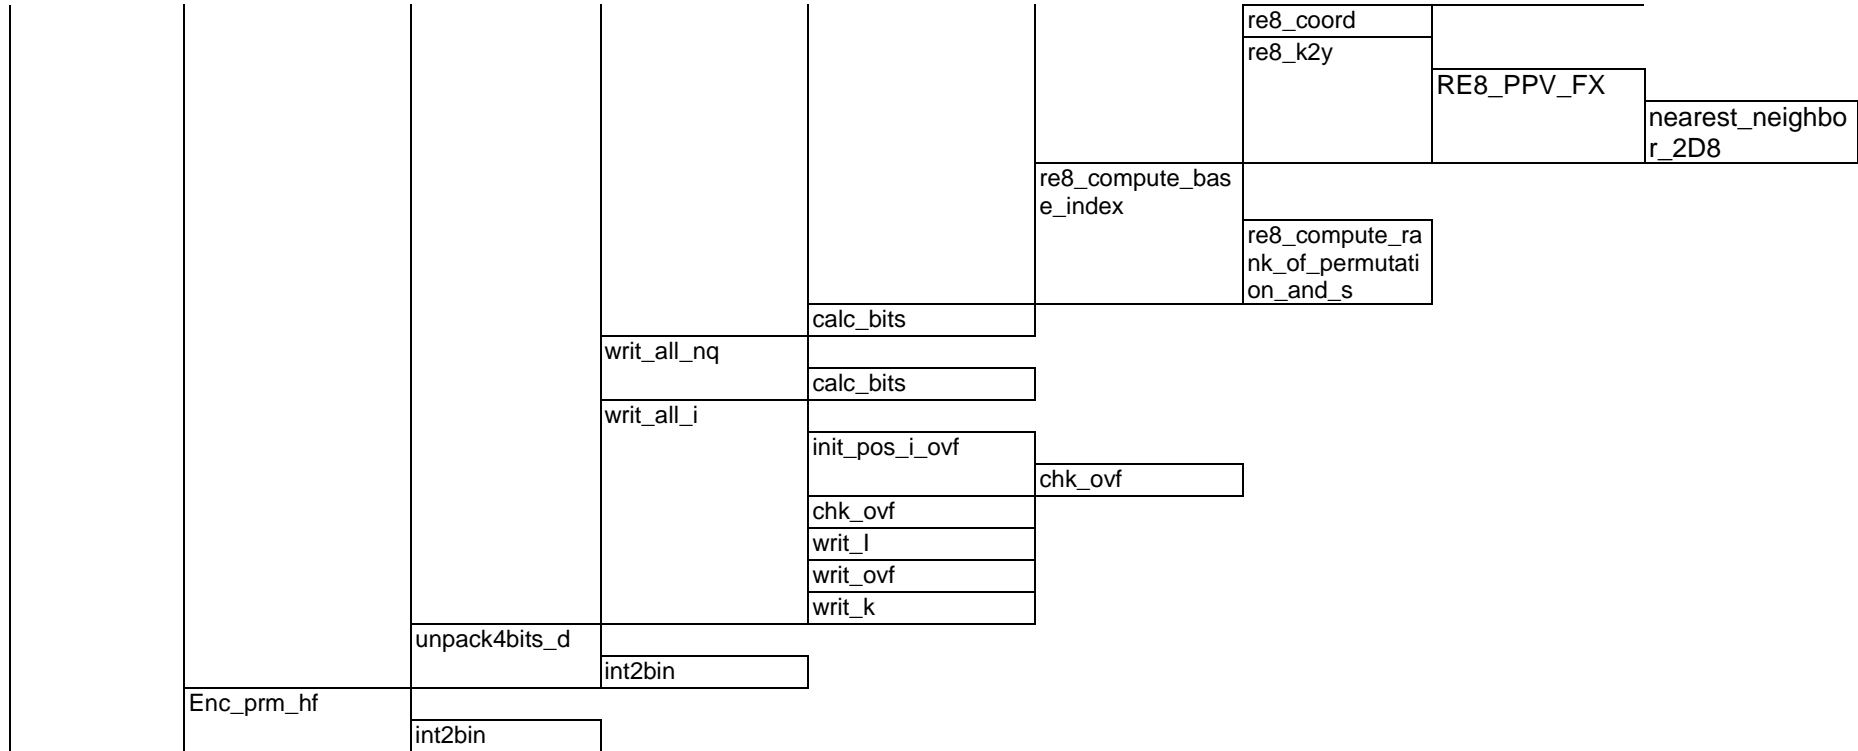 re8_coord
re8_k2y
RE8_PPV_FX
nearest_neighbo
r_2D8
re8_compute_bas
e_index
re8_compute_ra
nk_of_permutati
on_and_s
calc_bits
writ_all_nq
calc_bits
writ_all_i
init_pos_i_ovf
chk_ovf
chk_ovf
writ_I
writ_ovf
writ_k
unpack4bits_d
int2bin
Enc_prm_hf
int2bin